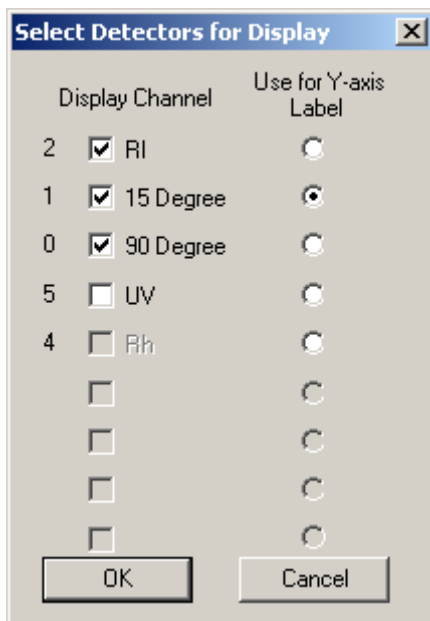 Select Detectors for Display
Display Channel
Use for Y-axis
Label
2 RI
1 15 Degree
0 90 Degree
5 UV
4 Rh
OK Cancel